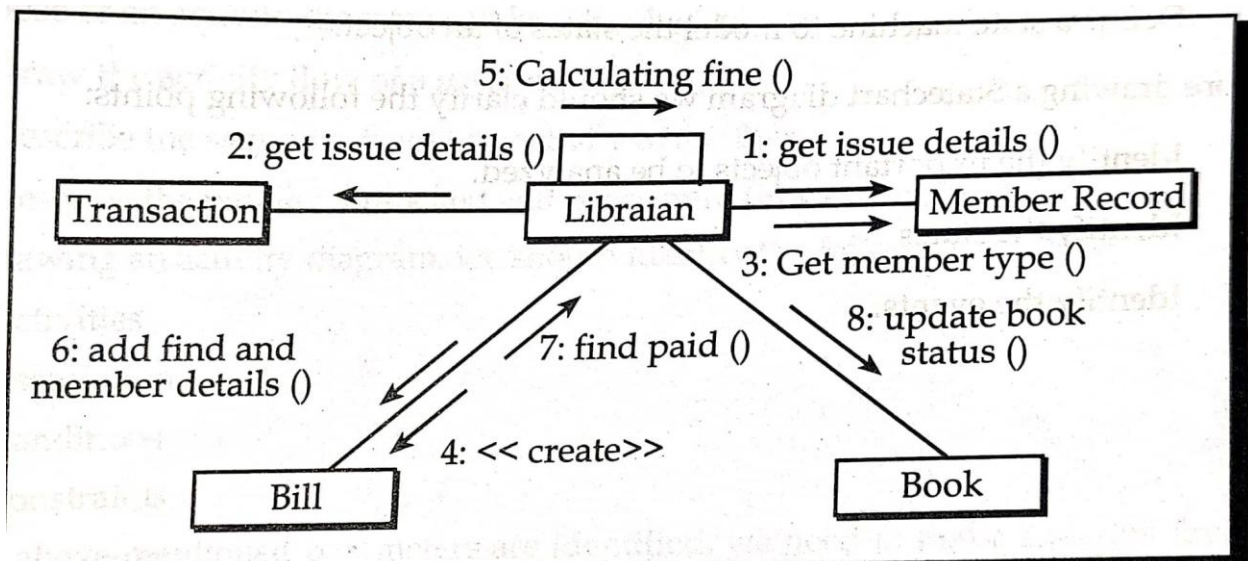 5: Calculating fine ()
2: get issue details ()
1: get issue details ()
Transaction
Libraian
Member Record
3: Get member type ()
6: add find and
member details ()
7: find paid ()
8: update book
status ()
4: << create>>
Bill
Book